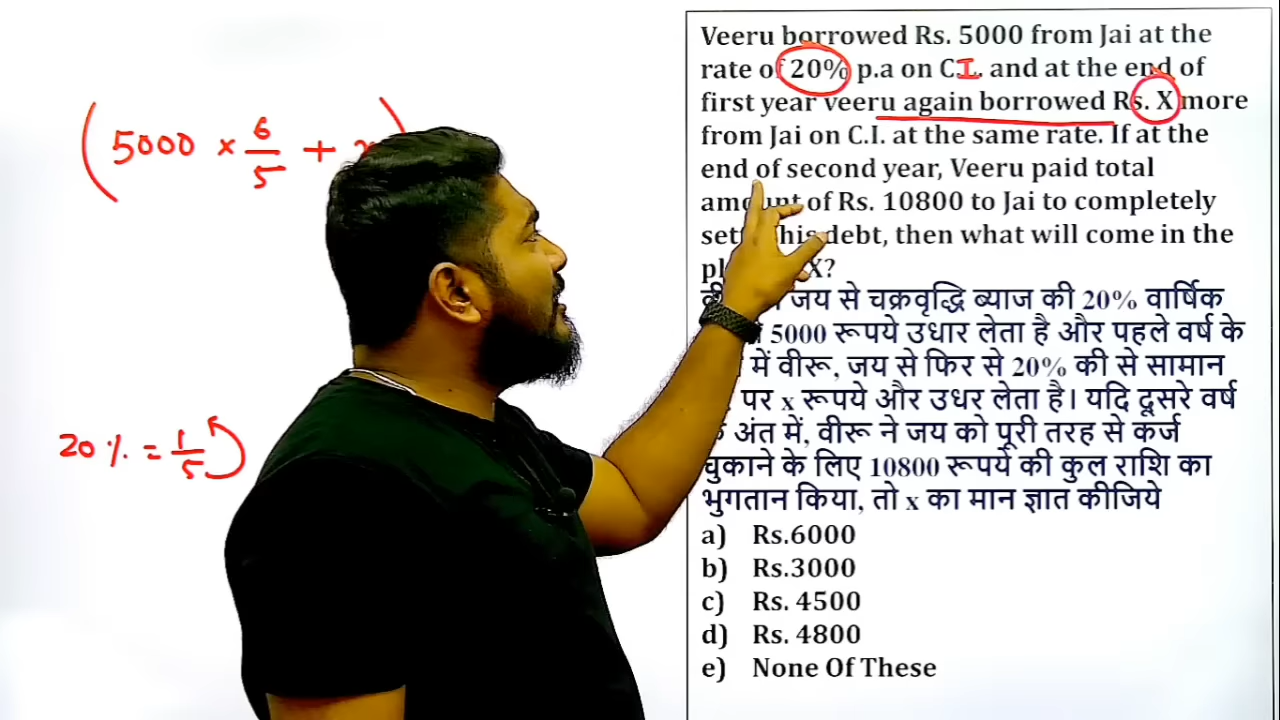 Veeru borrowed Rs. 5000 from Jai at the
rate of 20% p.a on C.I. and at the end of
first year veeru again borrowed Rs. X more
from Jai on C.I. at the same rate. If at the
end of second year, Veeru paid total
amount of Rs. 10800 to Jai to completely
debt, then what will come in the
X?
जय से चक्रवृद्धि ब्याज की 20% वार्षिक
5000 रूपये उधार लेता है और पहले वर्ष के
में वीरू, जय से फिर से 20% की से सामान
पर x रूपये और उधर लेता है। यदि दूसरे वर्ष
अंत में, वीरू ने जय को पूरी तरह से कर्ज
चुकाने के लिए 10800 रूपये की कुल राशि का
भुगतान किया, तो x का मान ज्ञात कीजिये
a) Rs.6000
b) Rs.3000
c) Rs. 4500
d) Rs. 4800
e) None Of These
(5000 × 6/5 + x)
20% = 1/5